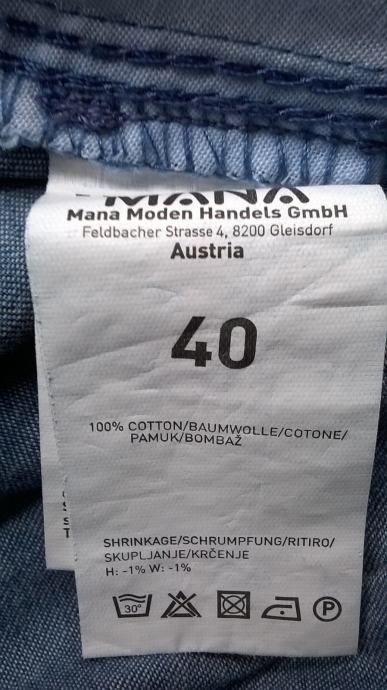 MANA
Mana Moden Handels GmbH
Feldbacher Strasse 4, 8200 Gleisdorf
Austria
40
100% COTTON/BAUMWOLLE/COTONE/
PAMUK/BOMBAŽ
S
T
SHRINKAGE/SCHRUMPFUNG/RITIRO/
SKUPLJANJE/KRČENJE
H: -1% W: -1%
30° P